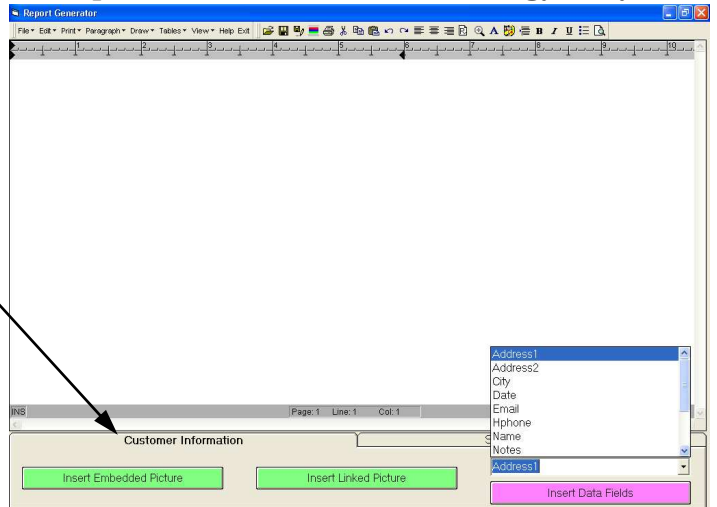 Report Generator
File Edit Print Paragraph Draw Tables View Help Exit A B I U
1 2 3 4 5 6 7 8 9 10
Address1
Address2
City
Date
Email
Hphone
Name
Notes
INS Page: 1 Line: 1 Col: 1
Customer Information
Address1
Insert Embedded Picture Insert Linked Picture
Insert Data Fields